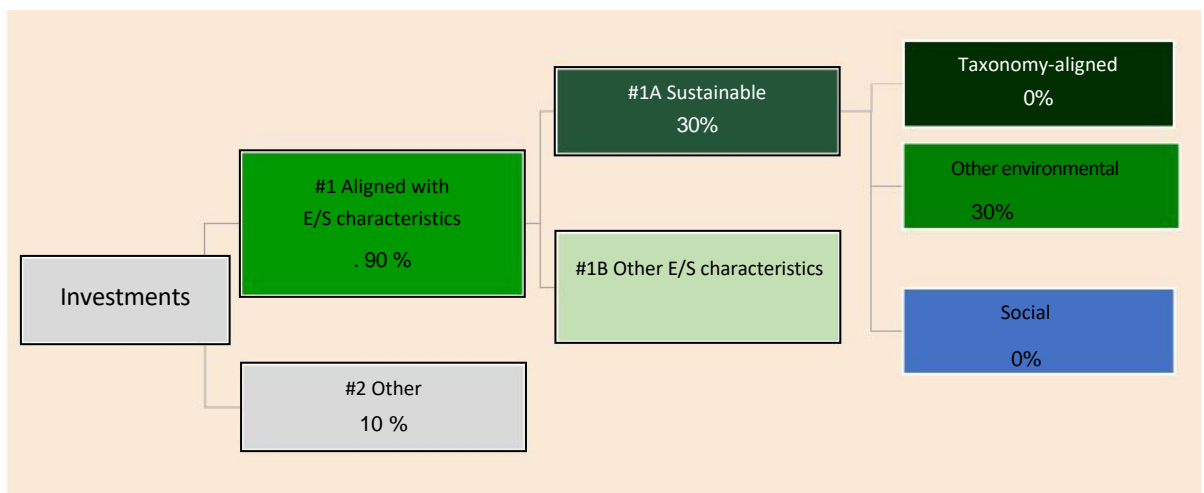 Investments
#1 Aligned with
E/S characteristics
. 90 %
#2 Other
10 %
#1A Sustainable
30%
#1B Other E/S characteristics
Taxonomy-aligned
0%
Other environmental
30%
Social
0%